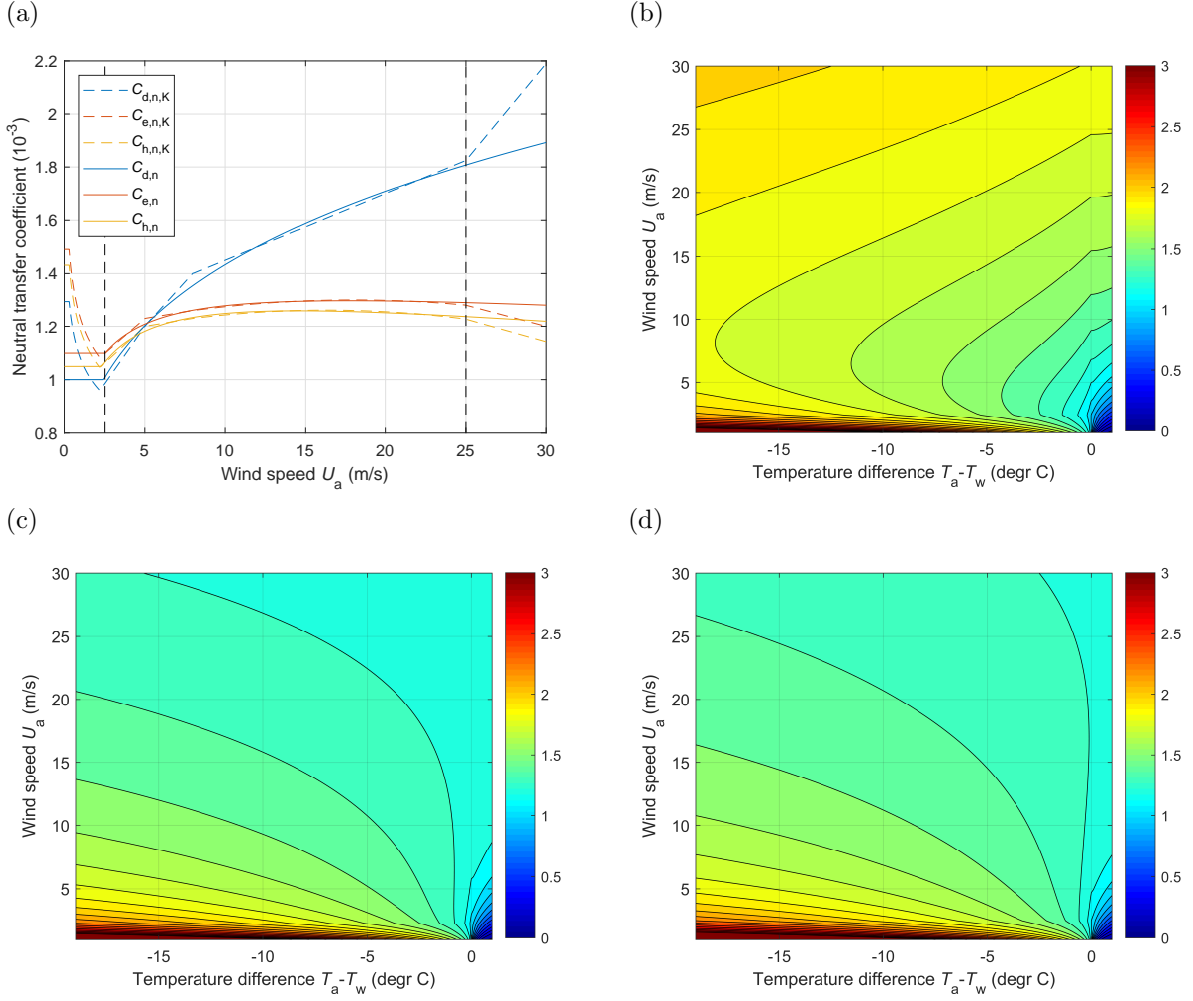 (a)
2.2
2
1.8
1.6
1.4
1.2
1
0.8
Neutral transfer coefficient (10^-3)
C_d,n,K
C_e,n,K
C_h,n,K
C_d,n
C_e,n
C_h,n
0 5 10 15 20 25 30
Wind speed U_a (m/s)
(b)
30
25
20
15
10
5
Wind speed U_a (m/s)
-15 -10 -5 0
Temperature difference T_a-T_w (degr C)
3
2.5
2
1.5
1
0.5
0
(c)
30
25
20
15
10
5
Wind speed U_a (m/s)
-15 -10 -5 0
Temperature difference T_a-T_w (degr C)
3
2.5
2
1.5
1
0.5
0
(d)
30
25
20
15
10
5
Wind speed U_a (m/s)
-15 -10 -5 0
Temperature difference T_a-T_w (degr C)
3
2.5
2
1.5
1
0.5
0